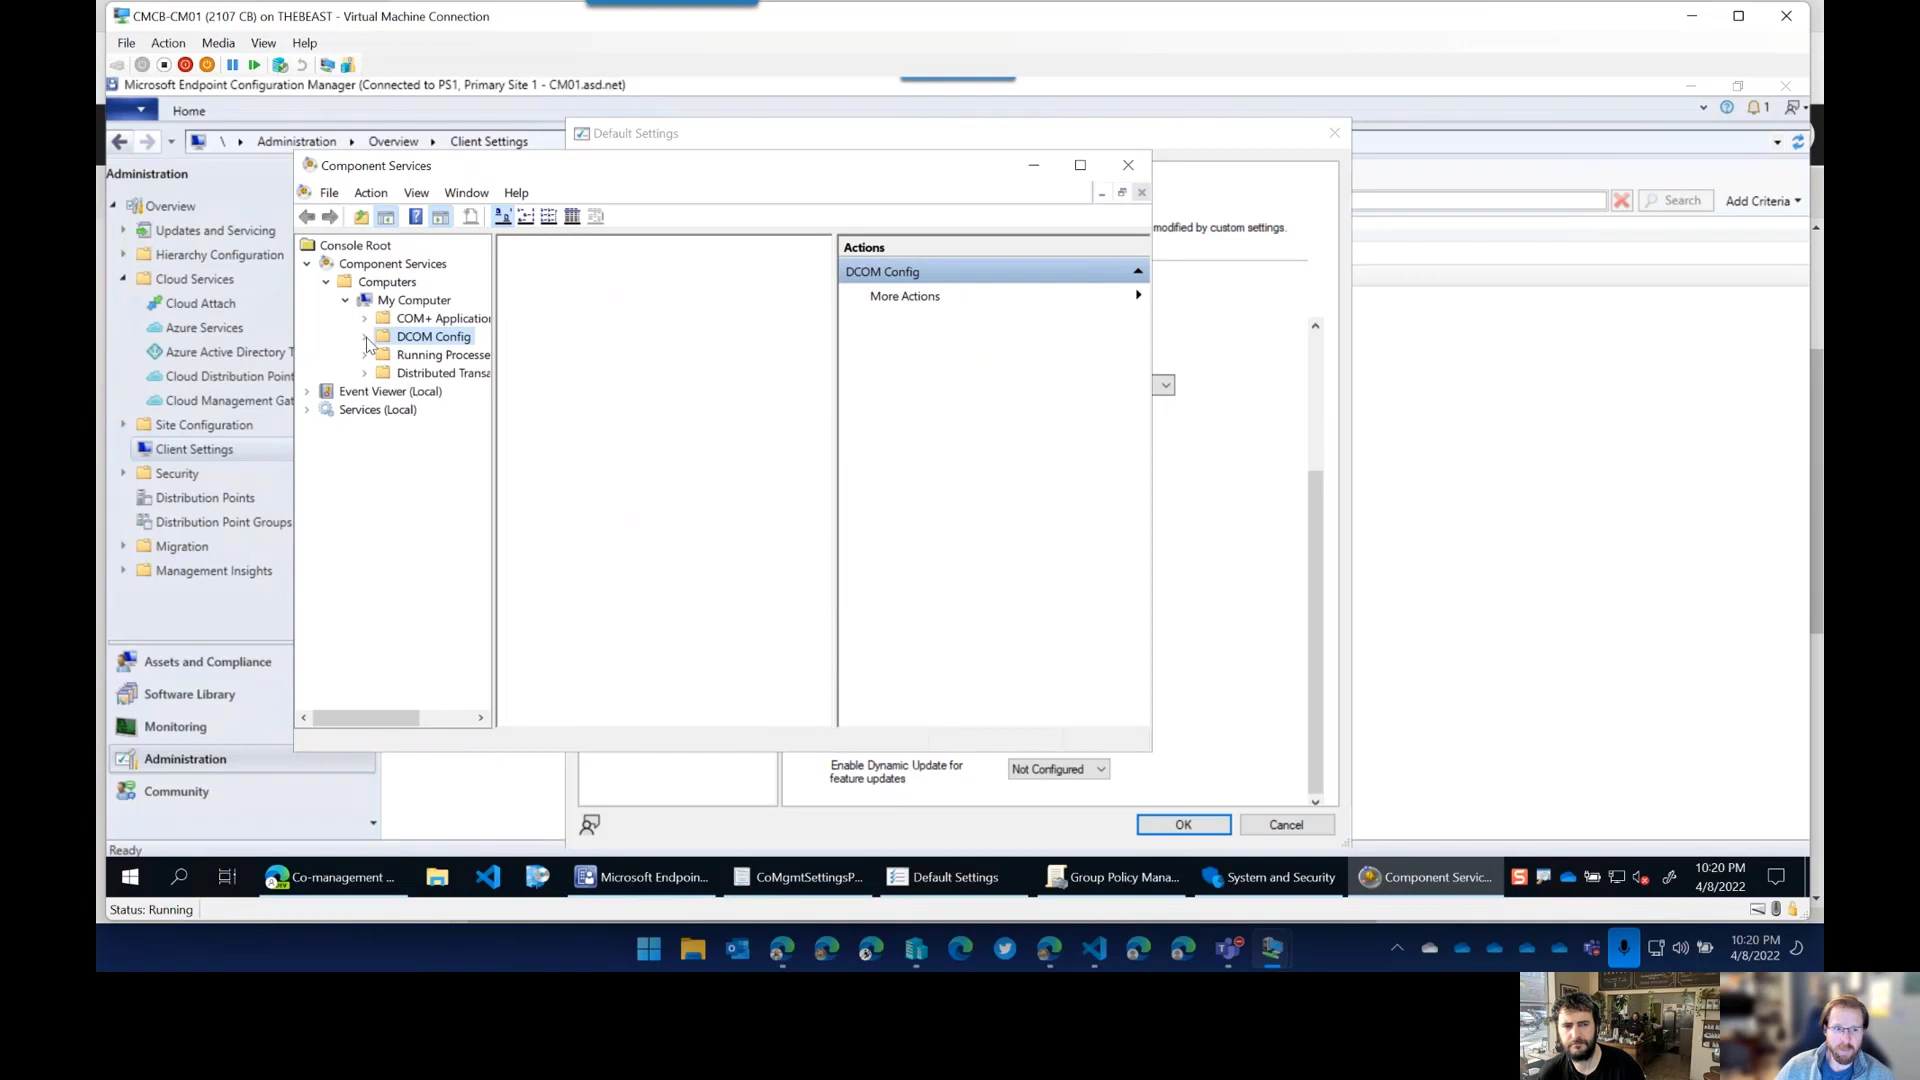 CMCB-CM01 (2107 CB) on THEBEAST - Virtual Machine Connection
File Action Media View Help
Microsoft Endpoint Configuration Manager (Connected to PS1, Primary Site 1 - CM01.asd.net)
Home
1
\ Administration Overview Client Settings
Default Settings
Administration
Component Services
Overview
File Action View Window Help
Updates and Servicing
Search
Add Criteria
modified by custom settings.
Hierarchy Configuration
Console Root
Actions
Cloud Services
Component Services
DCOM Config
Cloud Attach
Computers
More Actions
Azure Services
My Computer
Azure Active Directory T
COM+ Application
Cloud Distribution Point
DCOM Config
Cloud Management Gat
Running Processe
Site Configuration
Distributed Transa
Client Settings
Event Viewer (Local)
Security
Services (Local)
Distribution Points
Distribution Point Groups
Migration
Management Insights
Assets and Compliance
Software Library
Monitoring
Administration
Community
Enable Dynamic Update for
feature updates
Not Configured
OK
Cancel
Ready
Co-management ...
Microsoft Endpoin...
CoMgmtSettingsP...
Default Settings
Group Policy Mana...
System and Security
Component Servic...
10:20 PM
4/8/2022
Status: Running
10:20 PM
4/8/2022